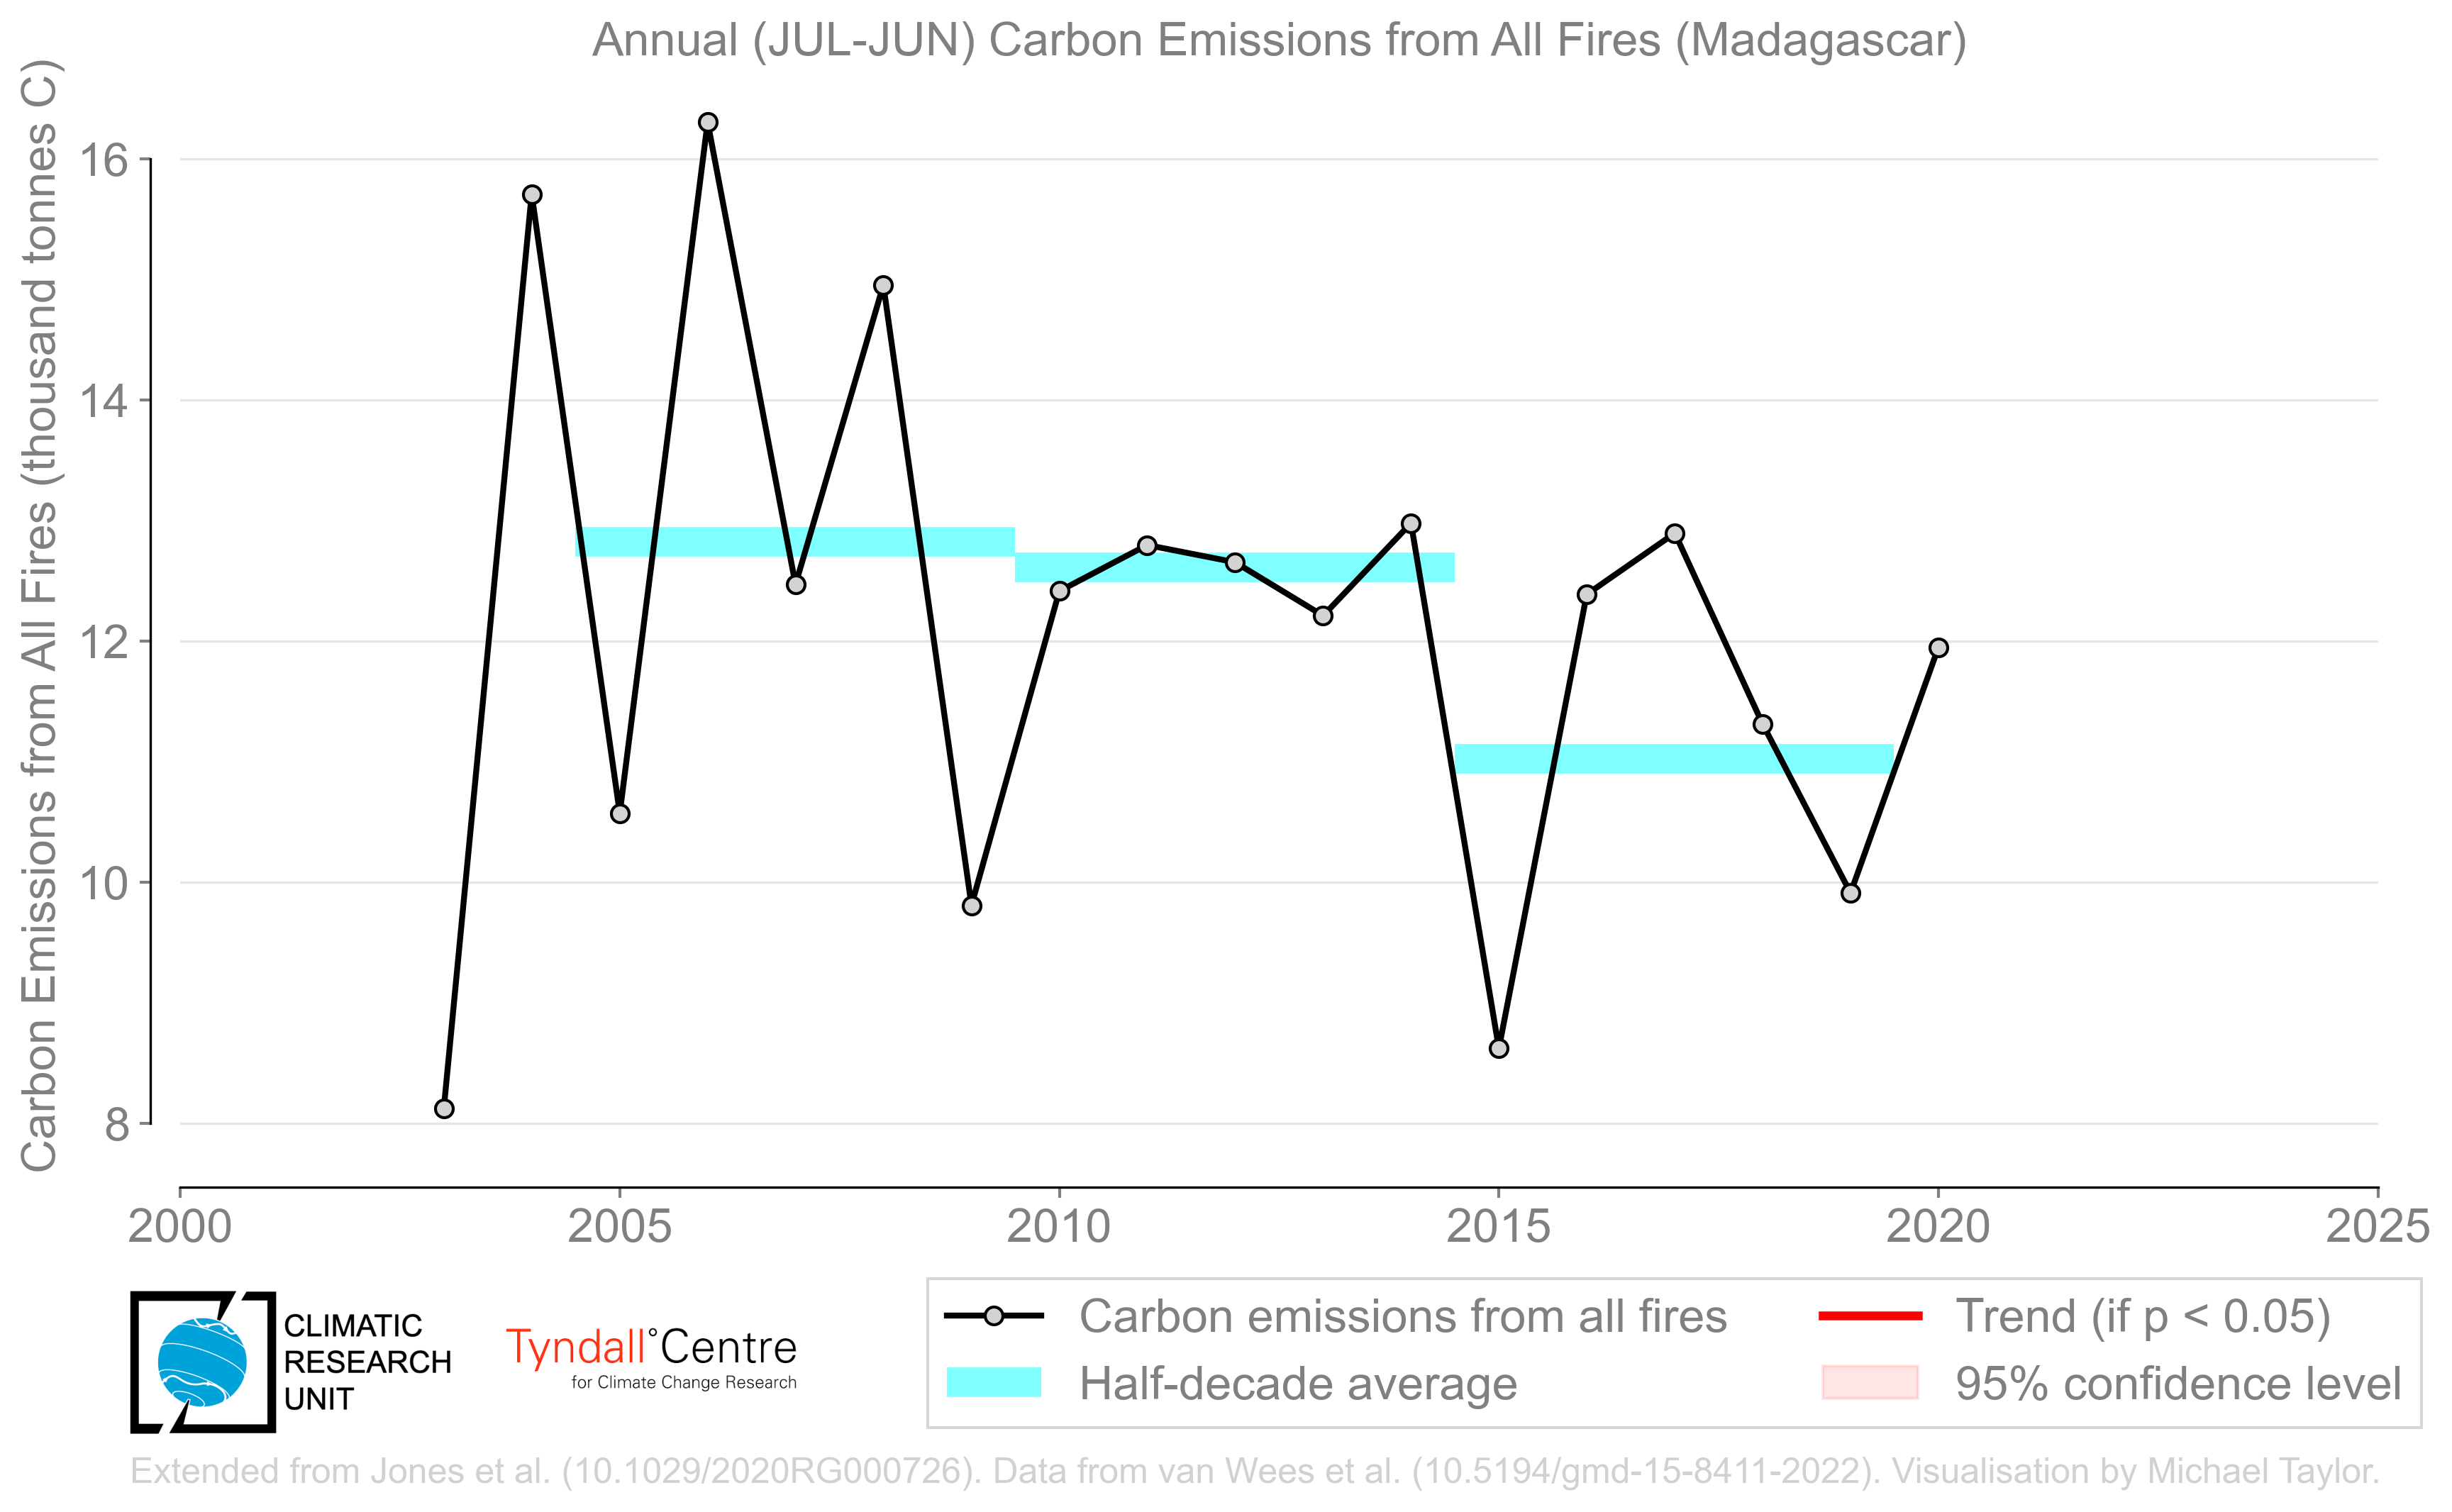 Annual (JUL-JUN) Carbon Emissions from All Fires (Madagascar)
Carbon Emissions from All Fires (thousand tonnes C)
16
14
12
10
8
2000 2005 2010 2015 2020 2025
CLIMATIC
RESEARCH
UNIT
Tyndall°Centre
for Climate Change Research
Carbon emissions from all fires
Half-decade average
Trend (if p < 0.05)
95% confidence level
Extended from Jones et al. (10.1029/2020RG000726). Data from van Wees et al. (10.5194/gmd-15-8411-2022). Visualisation by Michael Taylor.